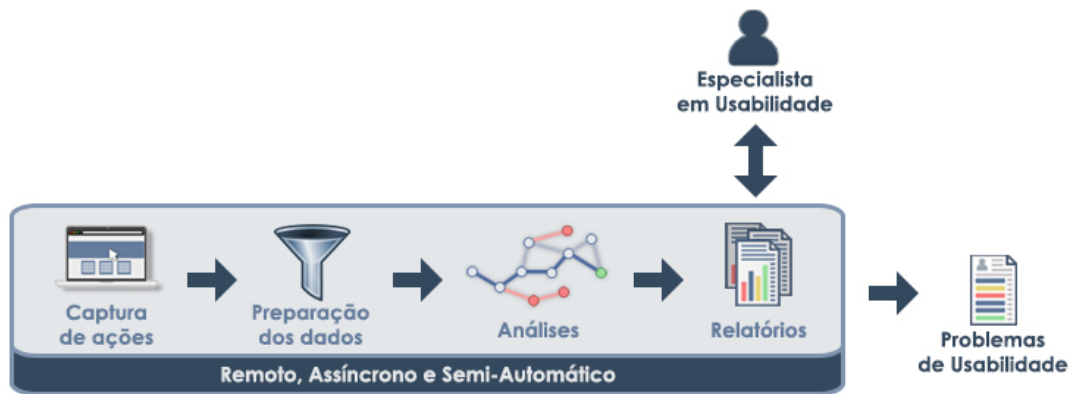 Especialista
em Usabilidade
Captura
de ações
Preparação
dos dados
Análises
Relatórios
Remoto, Assíncrono e Semi-Automático
Problemas
de Usabilidade